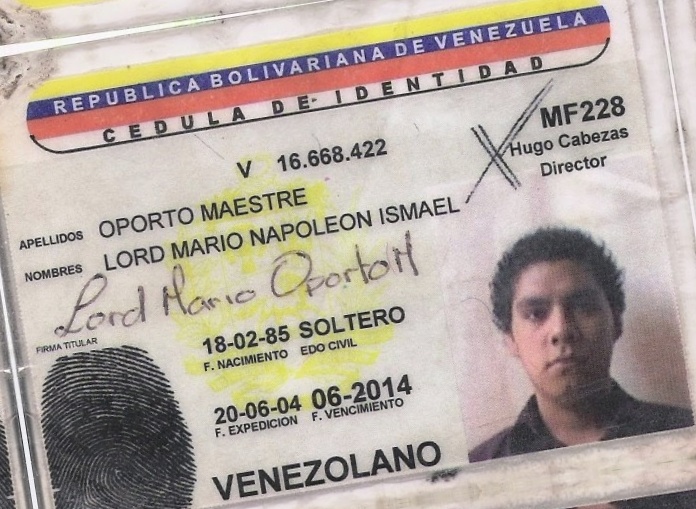 REPUBLICA BOLIVARIANA DE VENEZUELA
CEDULA DE IDENTIDAD
V 16.668.422
MF228
Hugo Cabezas
Director
APELLIDOS OPORTO MAESTRE
NOMBRES LORD MARIO NAPOLEON ISMAEL
Lord Mario Oporto M
FIRMA TITULAR
18-02-85 SOLTERO
F. NACIMIENTO EDO CIVIL
20-06-04 06-2014
F. EXPEDICION F. VENCIMIENTO
VENEZOLANO